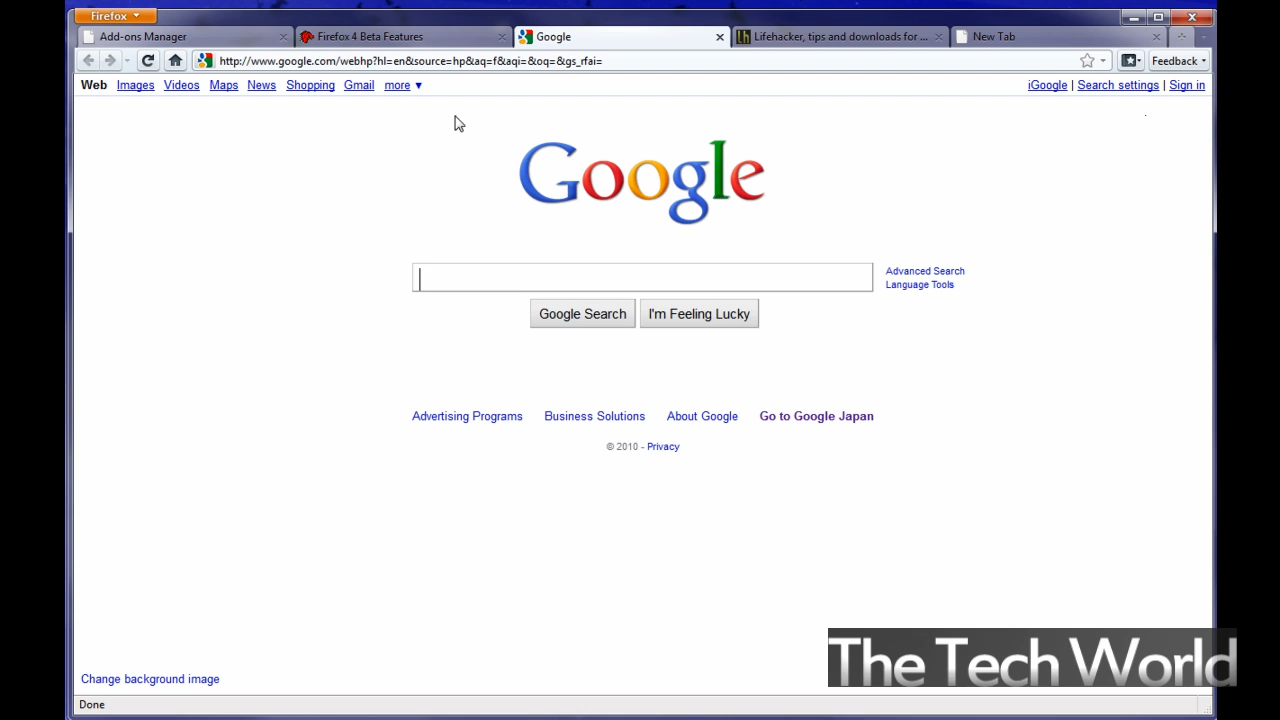 Firefox
Add-ons Manager
Firefox 4 Beta Features
Google
Lifehacker, tips and downloads for ...
New Tab
http://www.google.com/webhp?hl=en&source=hp&aq=f&aqi=&oq=&gs_rfai=
Feedback
Web Images Videos Maps News Shopping Gmail more ▼
iGoogle | Search settings | Sign in
Google
Advanced Search
Language Tools
Google Search
I'm Feeling Lucky
Advertising Programs
Business Solutions
About Google
Go to Google Japan
© 2010 - Privacy
The Tech World
Change background image
Done